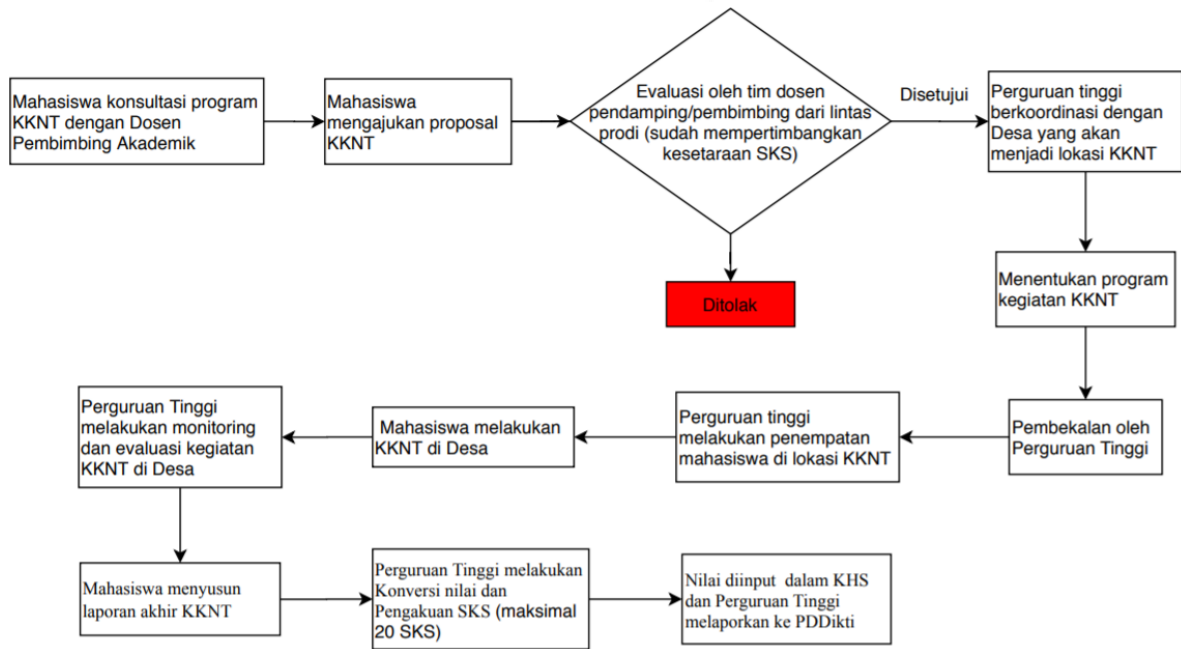 Mahasiswa konsultasi program
KKNT dengan Dosen
Pembimbing Akademik
Mahasiswa
mengajukan proposal
KKNT
Evaluasi oleh tim dosen
pendamping/pembimbing dari lintas
prodi (sudah mempertimbangkan
kesetaraan SKS)
Disetujui
Perguruan tinggi
berkoordinasi dengan
Desa yang akan
menjadi lokasi KKNT
Ditolak
Menentukan program
kegiatan KKNT
Pembekalan oleh
Perguruan Tinggi
Perguruan tinggi
melakukan penempatan
mahasiswa di lokasi KKNT
Mahasiswa melakukan
KKNT di Desa
Perguruan Tinggi
melakukan monitoring
dan evaluasi kegiatan
KKNT di Desa
Mahasiswa menyusun
laporan akhir KKNT
Perguruan Tinggi melakukan
Konversi nilai dan
Pengakuan SKS (maksimal
20 SKS)
Nilai diinput dalam KHS
dan Perguruan Tinggi
melaporkan ke PDDikti